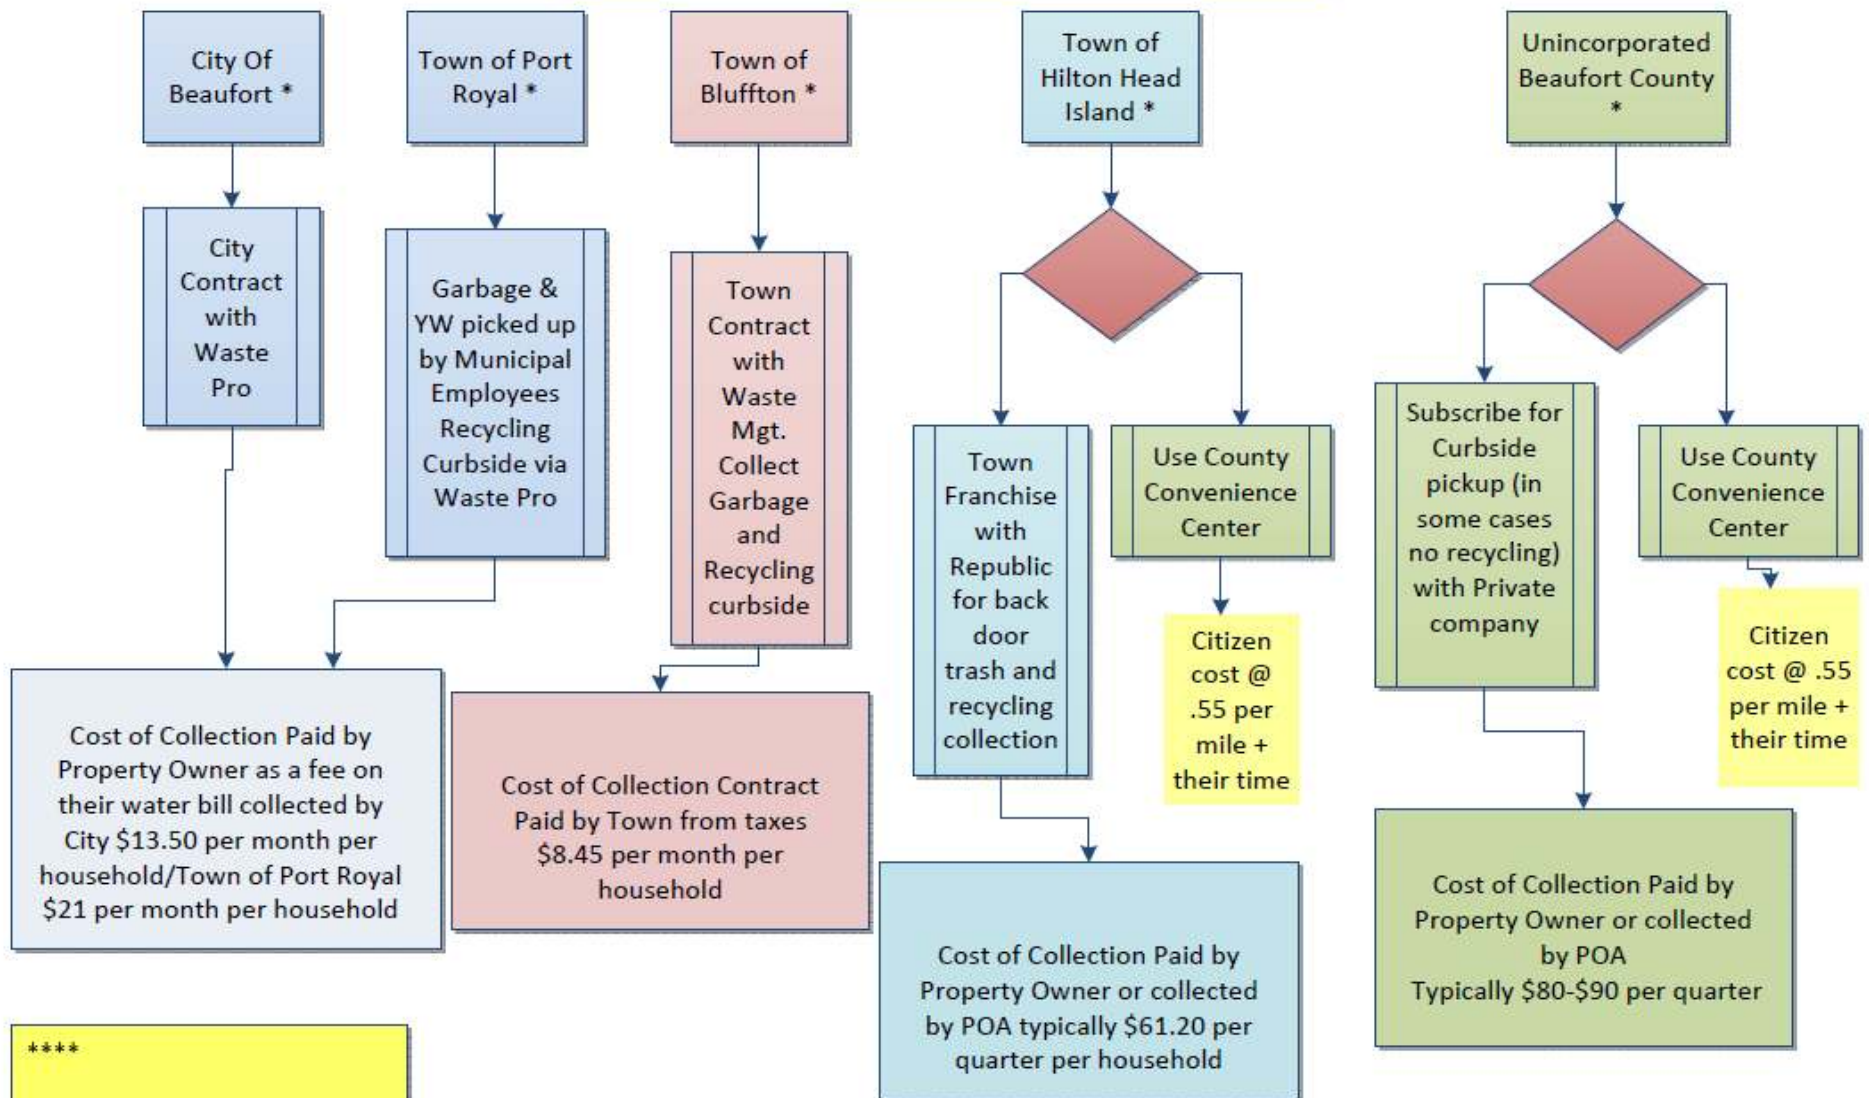 City Of
Beaufort *
Town of Port
Royal *
Town of
Bluffton *
Town of
Hilton Head
Island *
Unincorporated
Beaufort County
*
City
Contract
with
Waste
Pro
Garbage &
YW picked up
by Municipal
Employees
Recycling
Curbside via
Waste Pro
Town
Contract
with
Waste
Mgt.
Collect
Garbage
and
Recycling
curbside
Town
Franchise
with
Republic
for back
door
trash and
recycling
collection
Use County
Convenience
Center
Subscribe for
Curbside
pickup (in
some cases
no recycling)
with Private
company
Use County
Convenience
Center
Citizen
cost @
.55 per
mile +
their time
Citizen
cost @ .55
per mile +
their time
Cost of Collection Paid by
Property Owner as a fee on
their water bill collected by
City $13.50 per month per
household/Town of Port Royal
$21 per month per household
Cost of Collection Contract
Paid by Town from taxes
$8.45 per month per
household
Cost of Collection Paid by
Property Owner or collected
by POA typically $61.20 per
quarter per household
Cost of Collection Paid by
Property Owner or collected
by POA
Typically $80-$90 per quarter
****